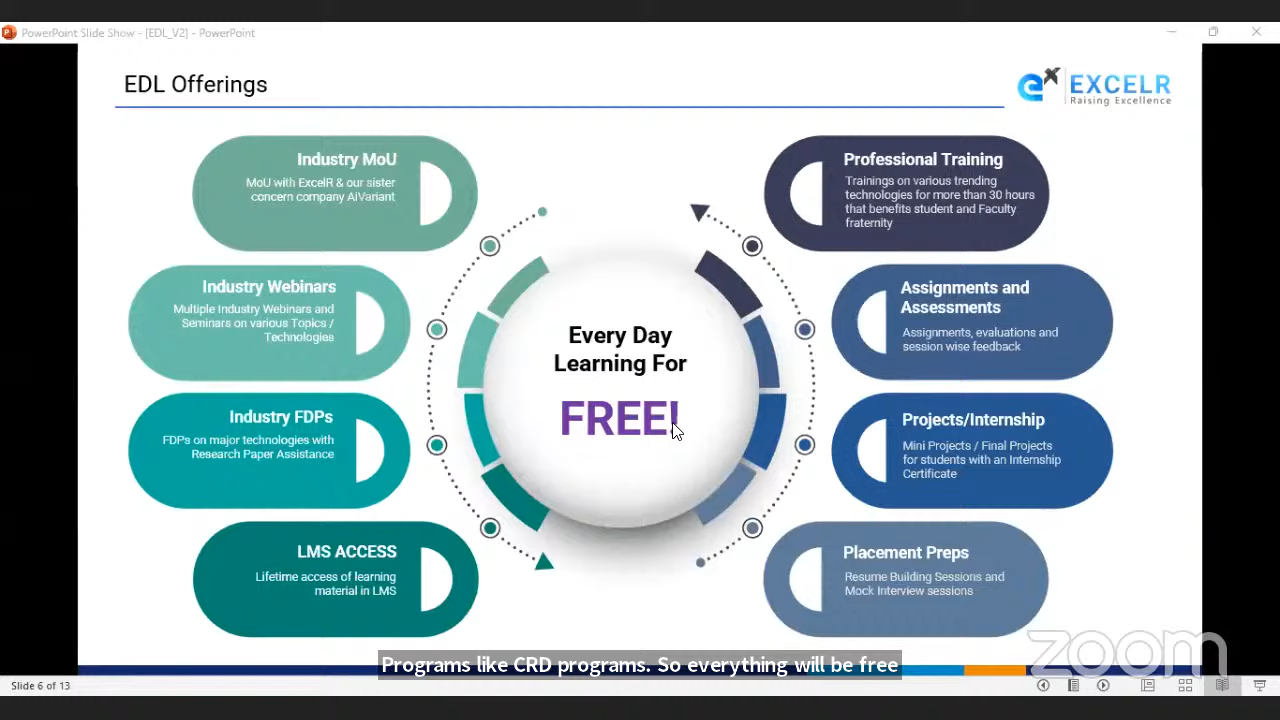 PowerPoint Slide Show - [EDL_V2] - PowerPoint
EDL Offerings
EXCELR
Raising Excellence
Industry MoU
MoU with ExcelR & our sister
concern company AiVariant
Industry Webinars
Multiple Industry Webinars and
Seminars on various Topics /
Technologies
Industry FDPs
FDPs on major technologies with
Research Paper Assistance
LMS ACCESS
Lifetime access of learning
material in LMS
Every Day
Learning For
FREE!
Professional Training
Trainings on various trending
technologies for more than 30 hours
that benefits student and Faculty
fraternity
Assignments and
Assessments
Assignments, evaluations and
session wise feedback
Projects/Internship
Mini Projects / Final Projects
for students with an Internship
Certificate
Placement Preps
Resume Building Sessions and
Mock Interview sessions
Programs like CRD programs. So everything will be free
zoom
Slide 6 of 13